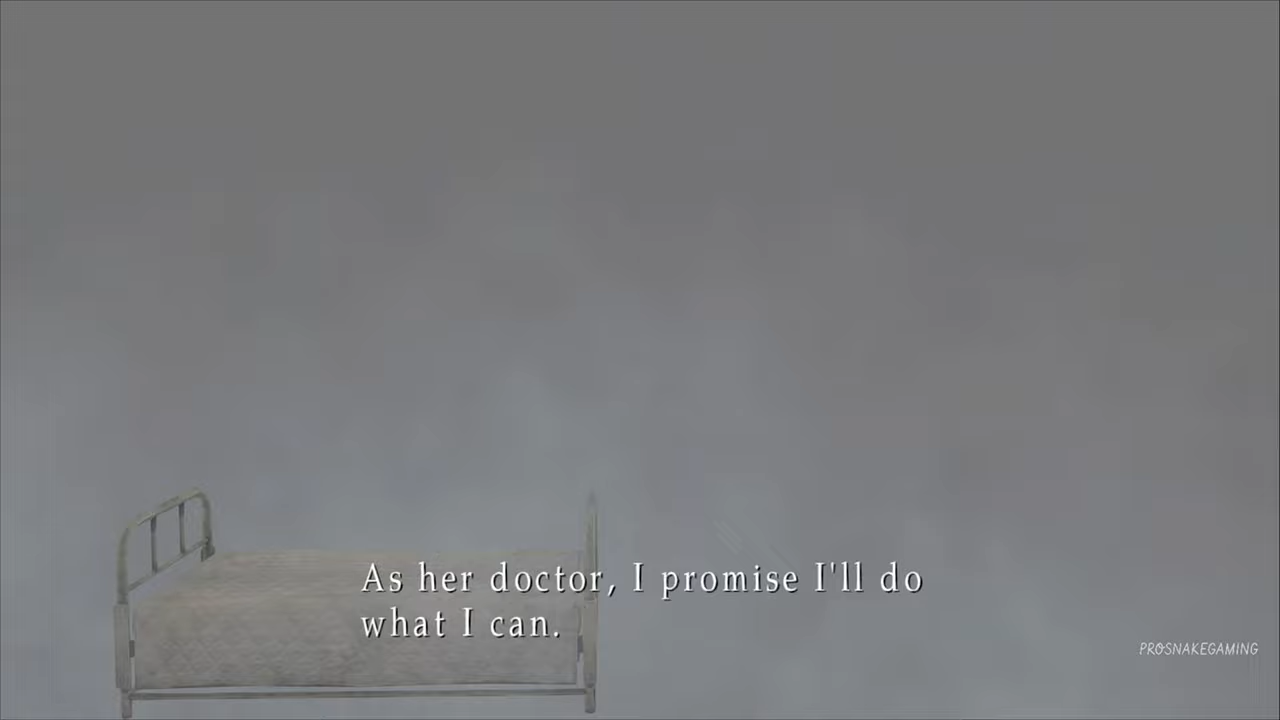 As her doctor, I promise I'll do
what I can.
PROSNAKEGAMING